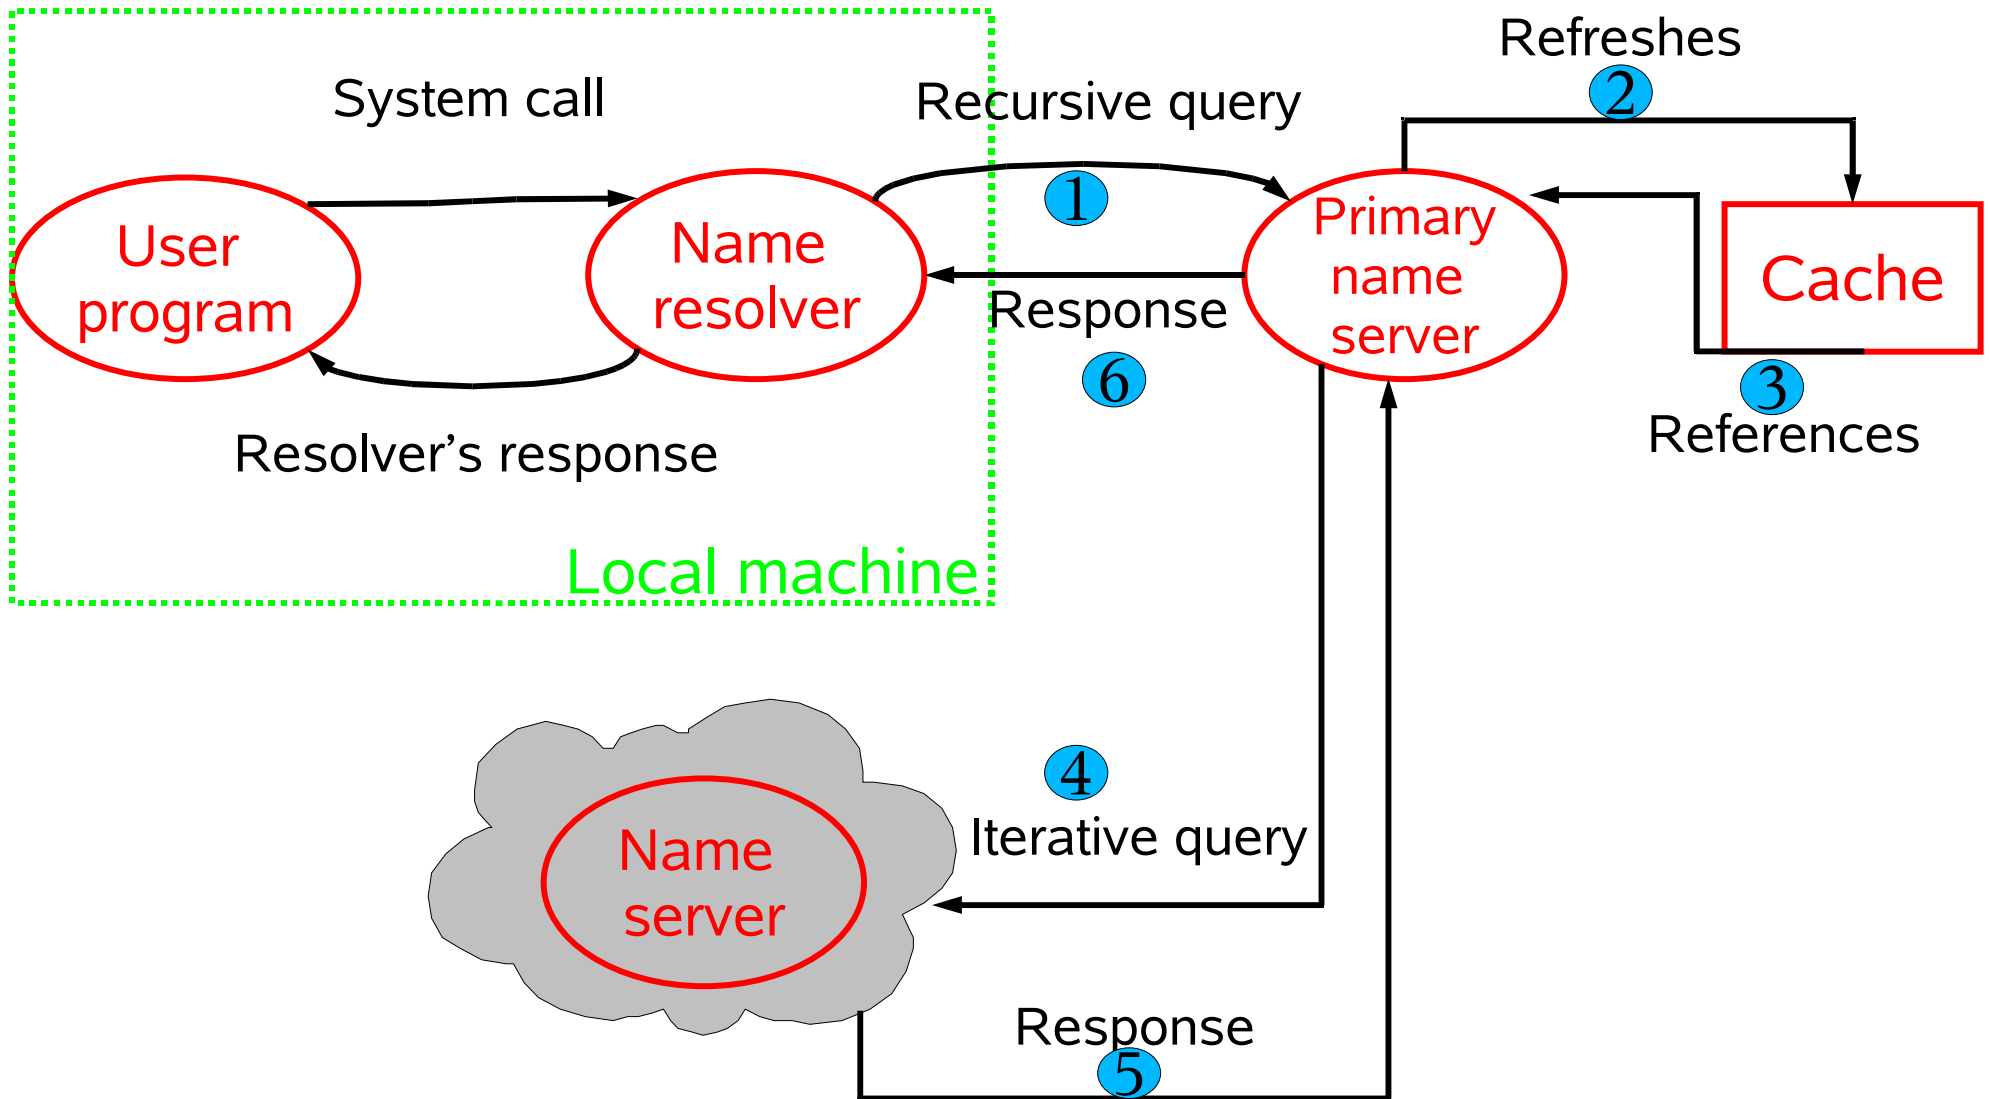 Refreshes
2
System call
Recursive query
1
User
program
Name
resolver
Primary
name
server
Cache
Response
6
3
References
Resolver's response
Local machine
4
Iterative query
Name
server
Response
5